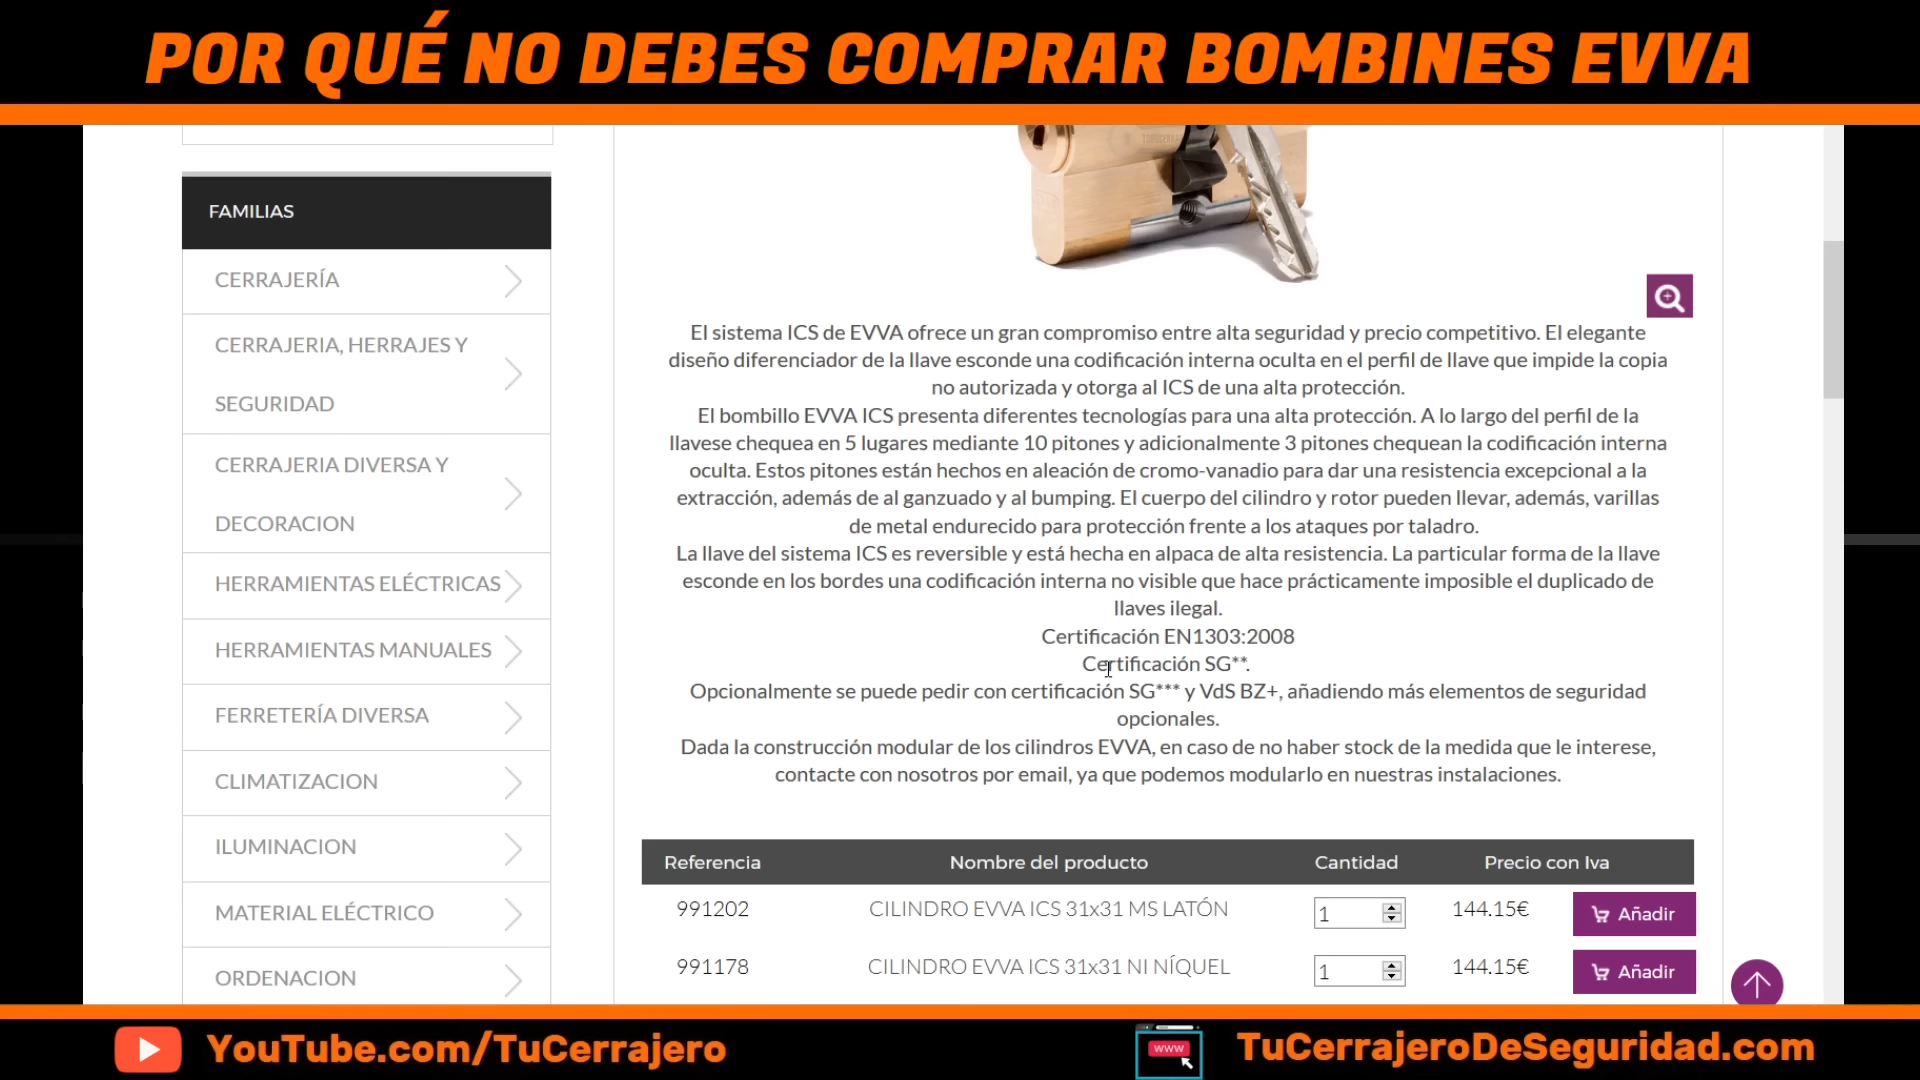 POR QUÉ NO DEBES COMPRAR BOMBINES EVVA
FAMILIAS
CERRAJERÍA
CERRAJERIA, HERRAJES Y
SEGURIDAD
CERRAJERIA DIVERSA Y
DECORACION
HERRAMIENTAS ELÉCTRICAS
HERRAMIENTAS MANUALES
FERRETERÍA DIVERSA
CLIMATIZACION
ILUMINACION
MATERIAL ELÉCTRICO
ORDENACION
El sistema ICS de EVVA ofrece un gran compromiso entre alta seguridad y precio competitivo. El elegante
diseño diferenciador de la llave esconde una codificación interna oculta en el perfil de llave que impide la copia
no autorizada y otorga al ICS de una alta protección.
El bombillo EVVA ICS presenta diferentes tecnologías para una alta protección. A lo largo del perfil de la
llavese chequea en 5 lugares mediante 10 pitones y adicionalmente 3 pitones chequean la codificación interna
oculta. Estos pitones están hechos en aleación de cromo-vanadio para dar una resistencia excepcional a la
extracción, además de al ganzuado y al bumping. El cuerpo del cilindro y rotor pueden llevar, además, varillas
de metal endurecido para protección frente a los ataques por taladro.
La llave del sistema ICS es reversible y está hecha en alpaca de alta resistencia. La particular forma de la llave
esconde en los bordes una codificación interna no visible que hace prácticamente imposible el duplicado de
llaves ilegal.
Certificación EN1303:2008
Certificación SG**.
Opcionalmente se puede pedir con certificación SG*** y VdS BZ+, añadiendo más elementos de seguridad
opcionales.
Dada la construcción modular de los cilindros EVVA, en caso de no haber stock de la medida que le interese,
contacte con nosotros por email, ya que podemos modularlo en nuestras instalaciones.
Referencia Nombre del producto Cantidad Precio con Iva
991202 CILINDRO EVVA ICS 31x31 MS LATÓN 1 144.15€ Añadir
991178 CILINDRO EVVA ICS 31x31 NI NÍQUEL 1 144.15€ Añadir
YouTube.com/TuCerrajero
www
TuCerrajeroDeSeguridad.com